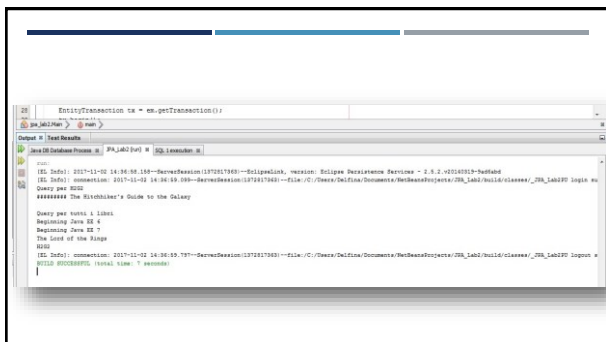 28 EntityTransaction tx = em.getTransaction();
jpa_lab2.Main main
Output Test Results
Java DB Database Process JPA_Lab2 (run) SQL 1 execution
run:
[EL Info]: 2017-11-02 14:36:58.168--ServerSession(1372817363)--EclipseLink, version: Eclipse Persistence Services - 2.5.2.v20140319-9ad6abd
[EL Info]: connection: 2017-11-02 14:36:59.099--ServerSession(1372817363)--file:/C:/Users/Delfina/Documents/NetBeansProjects/JPA_Lab2/build/classes/_JPA_Lab2PU login su
Query per H2G2
######### The Hitchhiker's Guide to the Galaxy
Query per tutti i libri
Beginning Java EE 6
Beginning Java EE 7
The Lord of the Rings
H2G2
[EL Info]: connection: 2017-11-02 14:36:59.797--ServerSession(1372817363)--file:/C:/Users/Delfina/Documents/NetBeansProjects/JPA_Lab2/build/classes/_JPA_Lab2PU logout s
BUILD SUCCESSFUL (total time: 7 seconds)